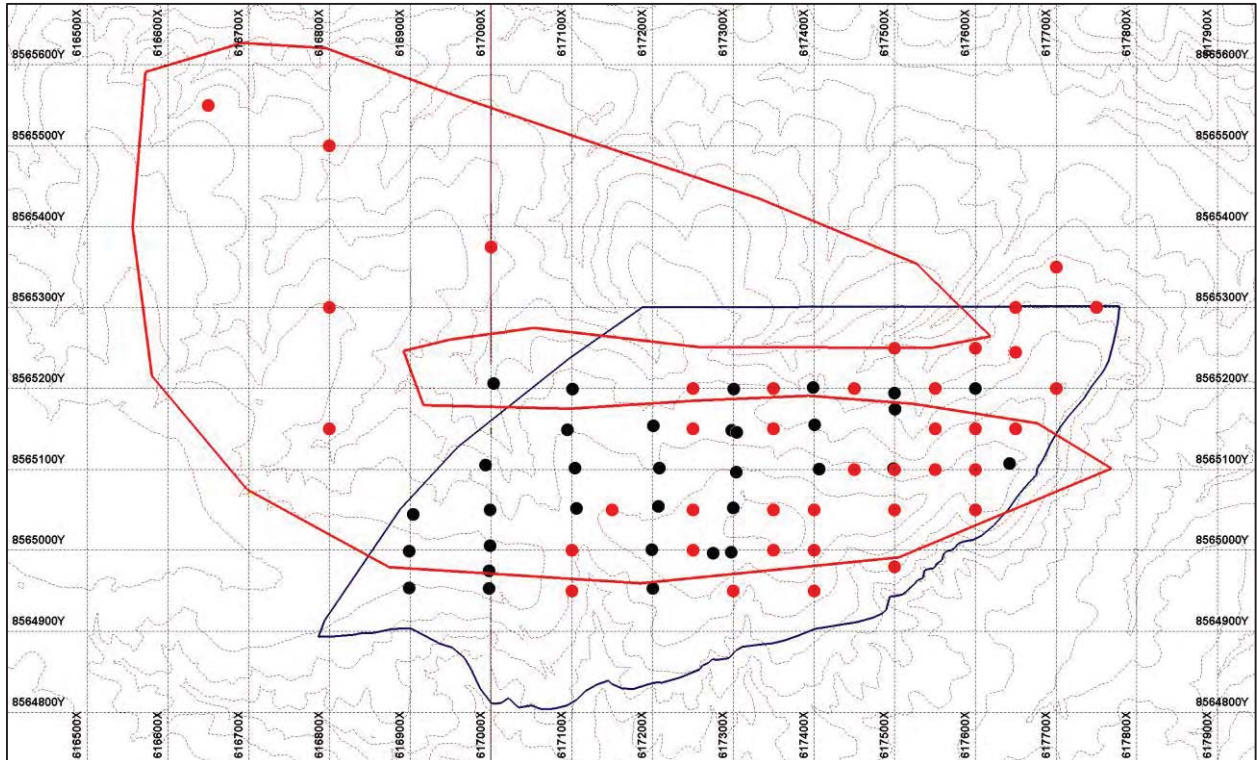 616500X
616600X
616700X
616800X
616900X
617000X
617100X
617200X
617300X
617400X
617500X
617600X
617700X
617800X
617900X
8565600Y
8565600Y
8565500Y
8565500Y
8565400Y
8565400Y
8565300Y
8565300Y
8565200Y
8565200Y
8565100Y
8565100Y
8565000Y
8565000Y
8564900Y
8564900Y
8564800Y
8564800Y
616500X
616600X
616700X
616800X
616900X
617000X
617100X
617200X
617300X
617400X
617500X
617600X
617700X
617800X
617900X